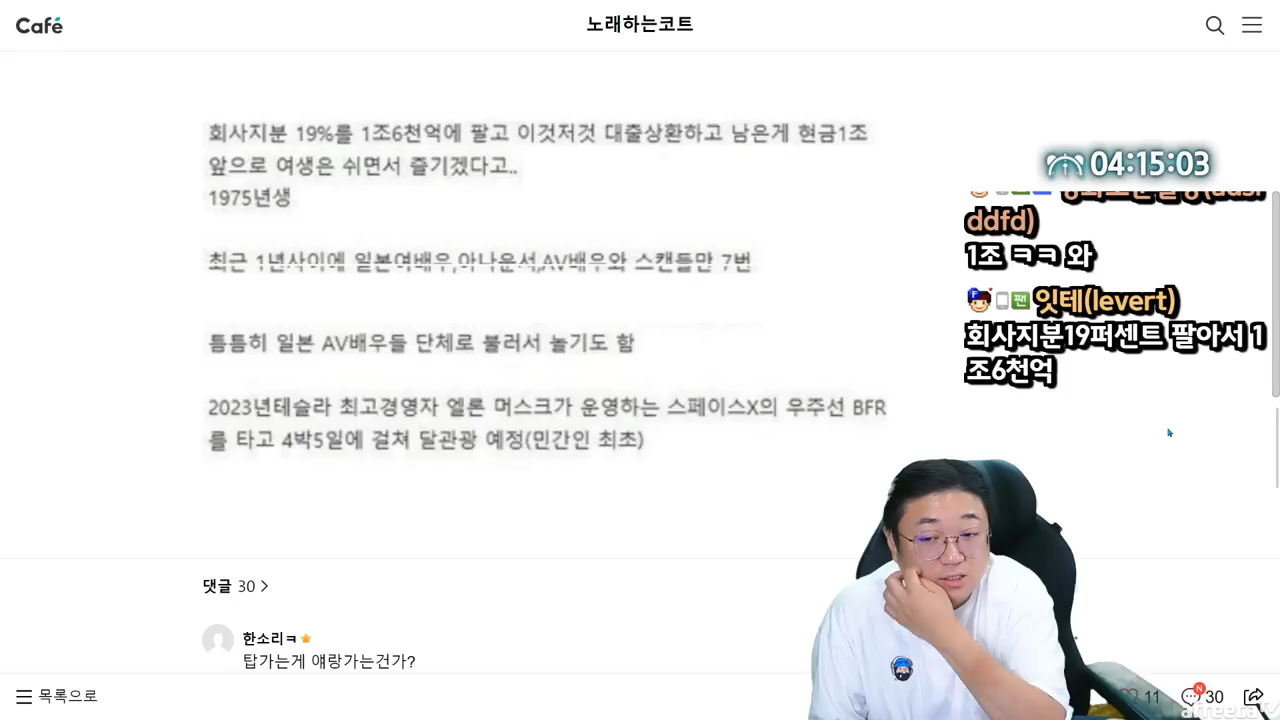 Café
노래하는코트
회사지분 19%를 1조6천억에 팔고 이것저것 대출상환하고 남은게 현금1조
앞으로 여생은 쉬면서 즐기겠다고..
1975년생
최근 1년사이에 일본여배우,아나운서,AV배우와 스캔들만 7번
틈틈히 일본 AV배우들 단체로 불러서 놀기도 함
2023년테슬라 최고경영자 엘론 머스크가 운영하는 스페이스X의 우주선 BFR
를 타고 4박5일에 걸쳐 달관광 예정(민간인 최초)
04:15:03
ddfd)
1조 ㅋㅋ 와
F 팬 잇테(levert)
회사지분19퍼센트 팔아서 1
조6천억
댓글 30
한소리ㅋ
탑가는게 얘랑가는건가?
목록으로
11
N 30
afreecaTV